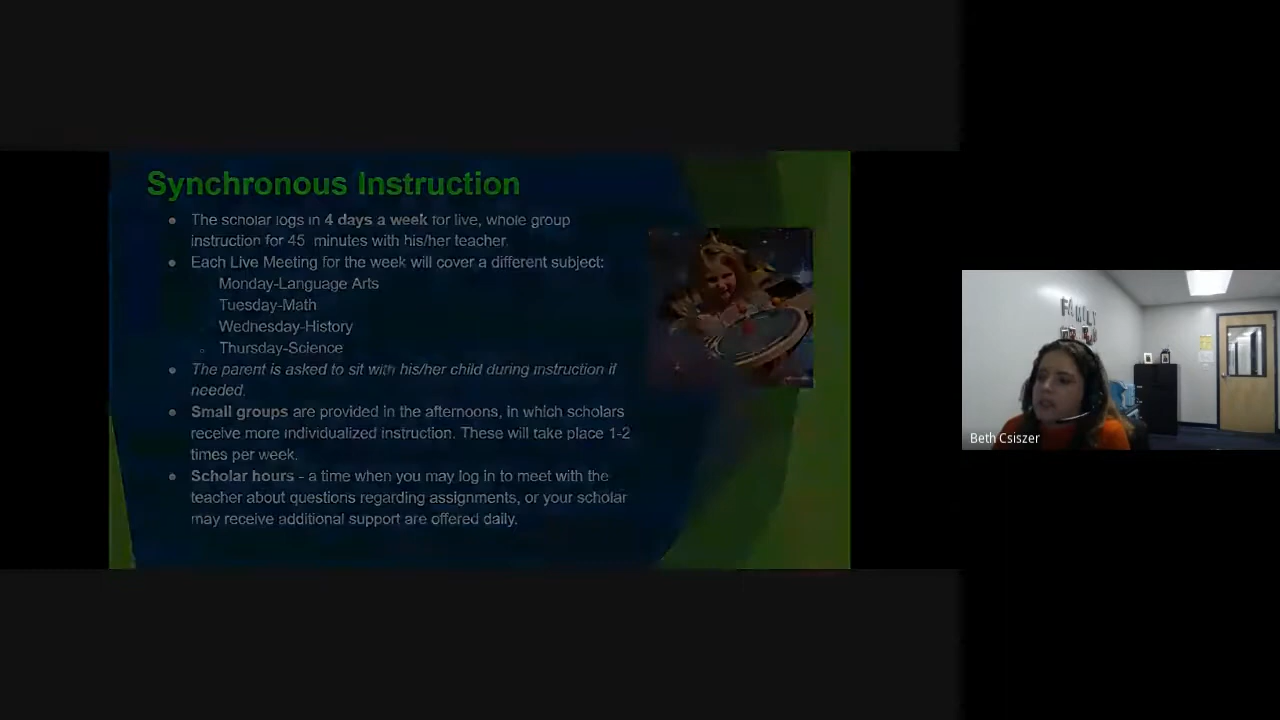 Synchronous Instruction
● The scholar logs in 4 days a week for live, whole group
instruction for 45 minutes with his/her teacher.
● Each Live Meeting for the week will cover a different subject:
Monday-Language Arts
Tuesday-Math
Wednesday-History
○ Thursday-Science
● The parent is asked to sit with his/her child during instruction if
needed.
● Small groups are provided in the afternoons, in which scholars
receive more individualized instruction. These will take place 1-2
times per week.
● Scholar hours - a time when you may log in to meet with the
teacher about questions regarding assignments, or your scholar
may receive additional support are offered daily.
FAMILY
Beth Csiszer